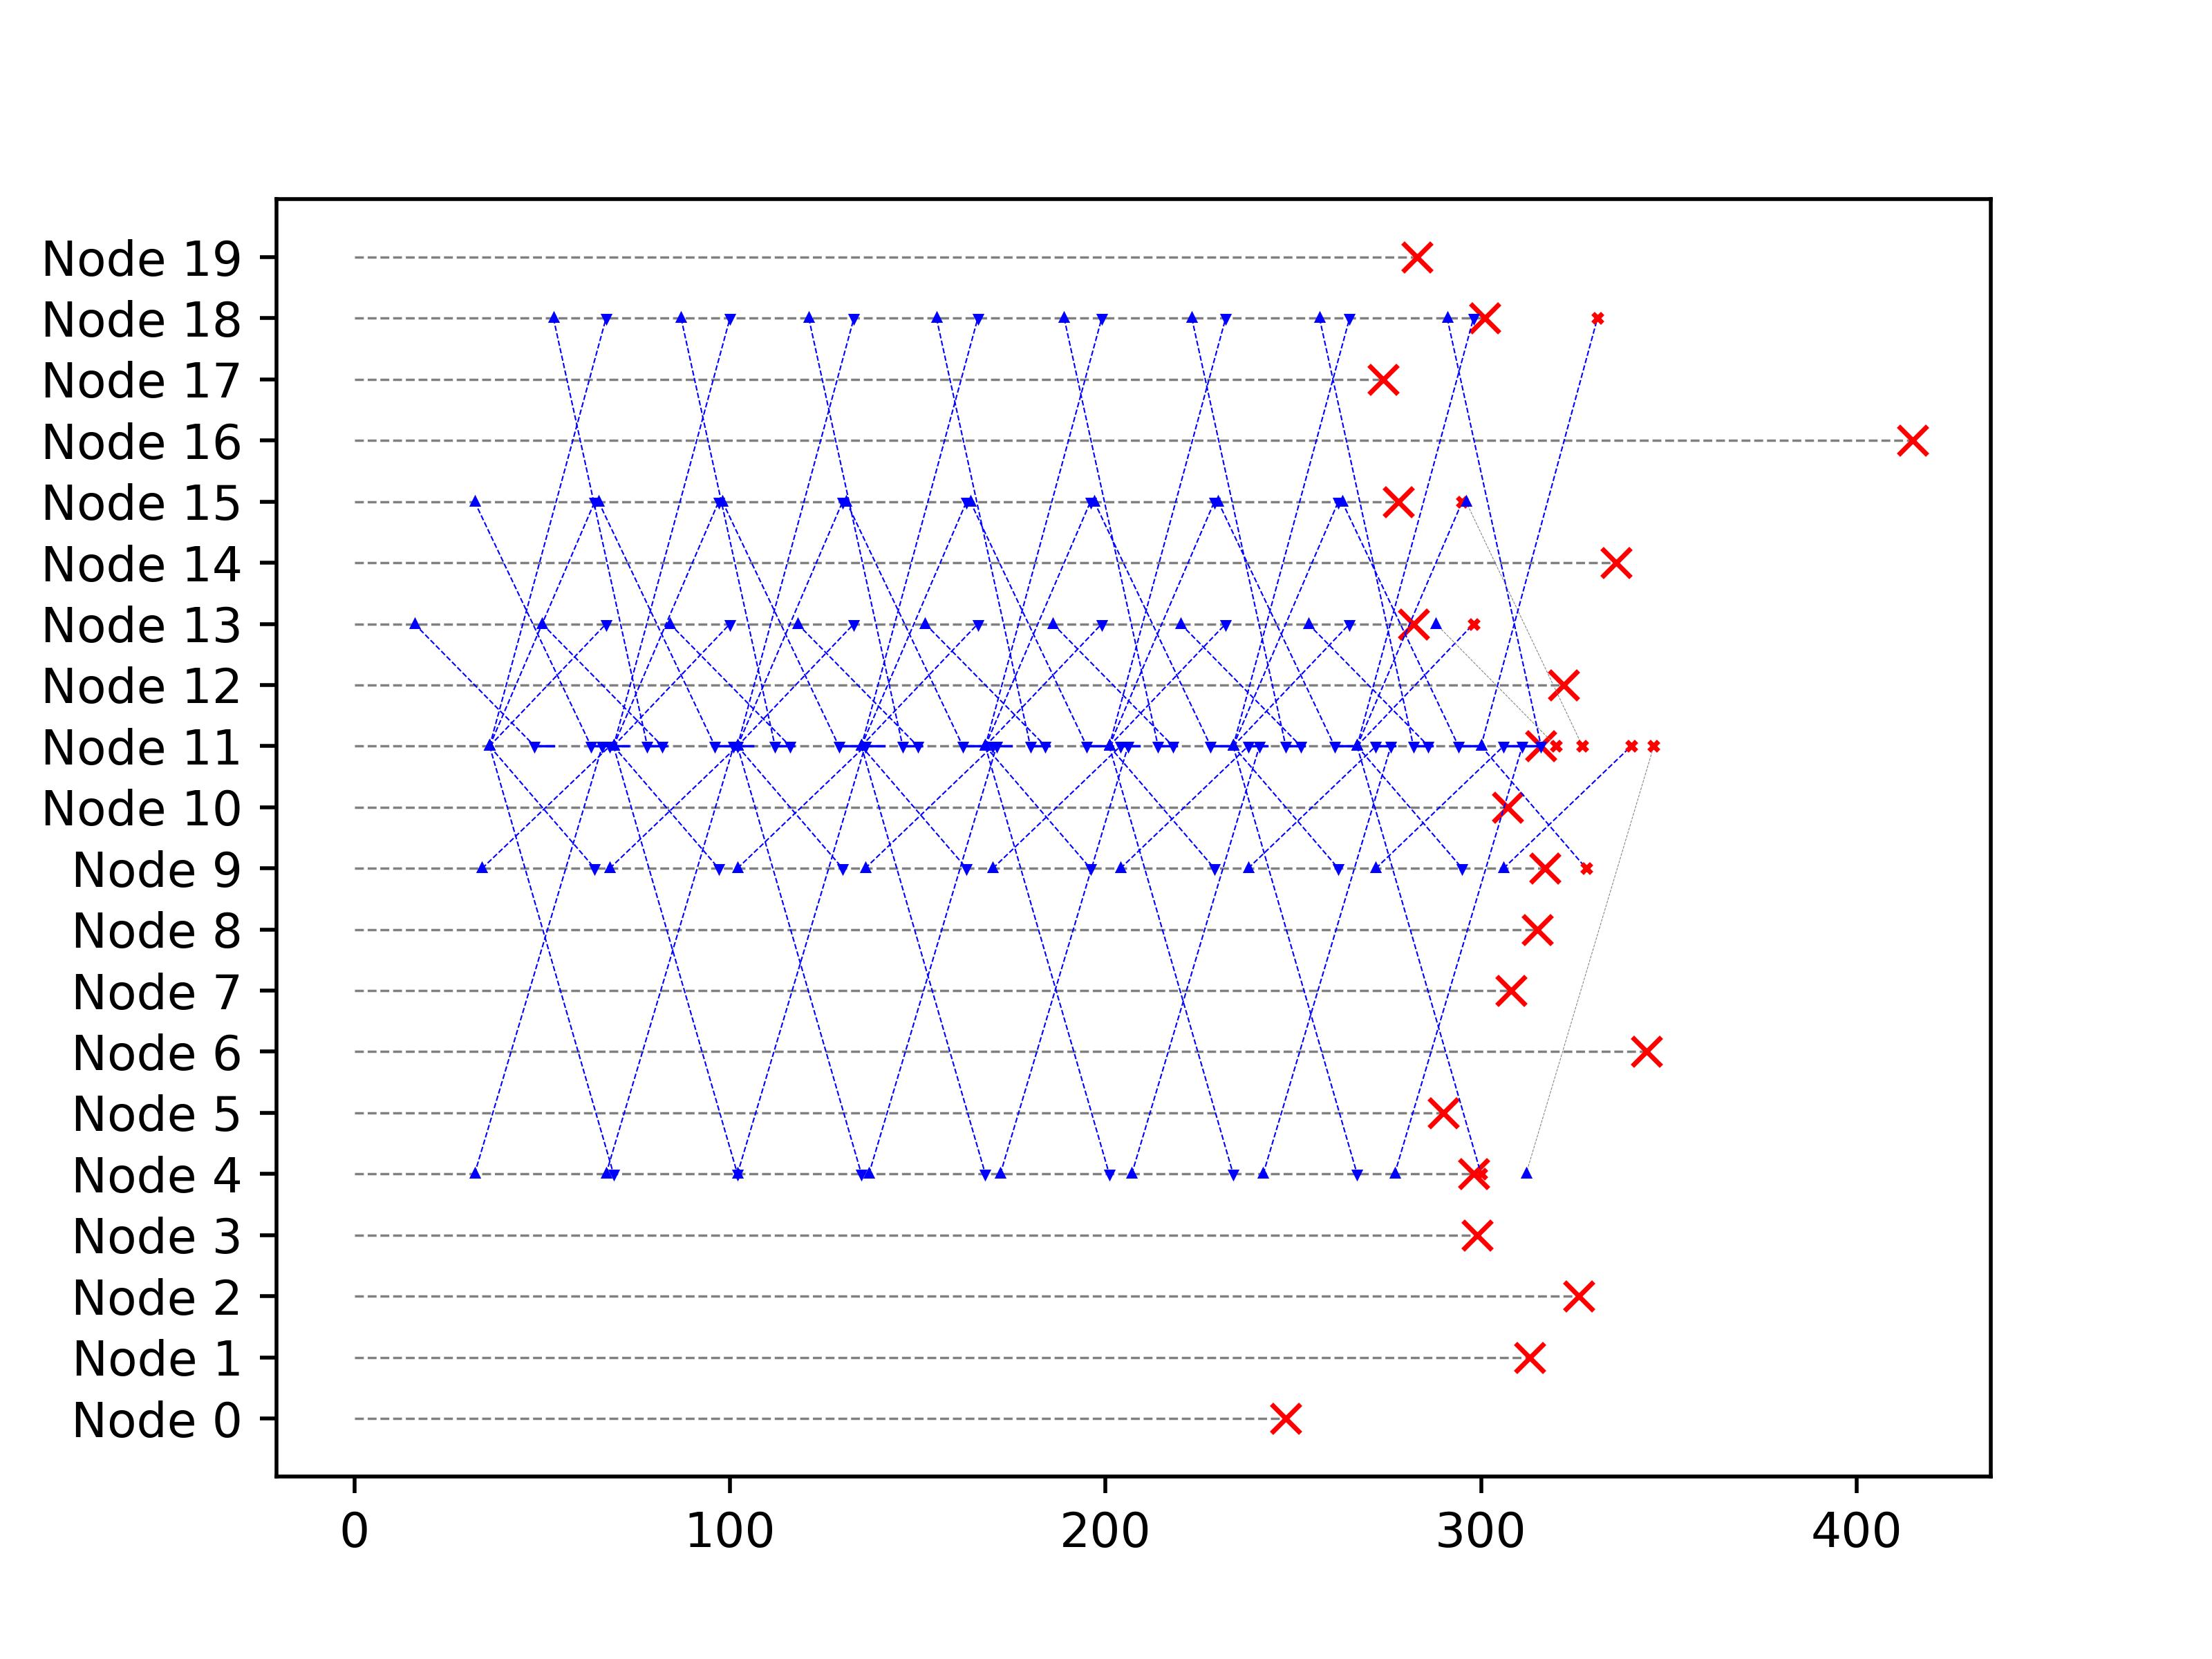 Node 19
Node 18
Node 17
Node 16
Node 15
Node 14
Node 13
Node 12
Node 11
Node 10
Node 9
Node 8
Node 7
Node 6
Node 5
Node 4
Node 3
Node 2
Node 1
Node 0
0 100 200 300 400